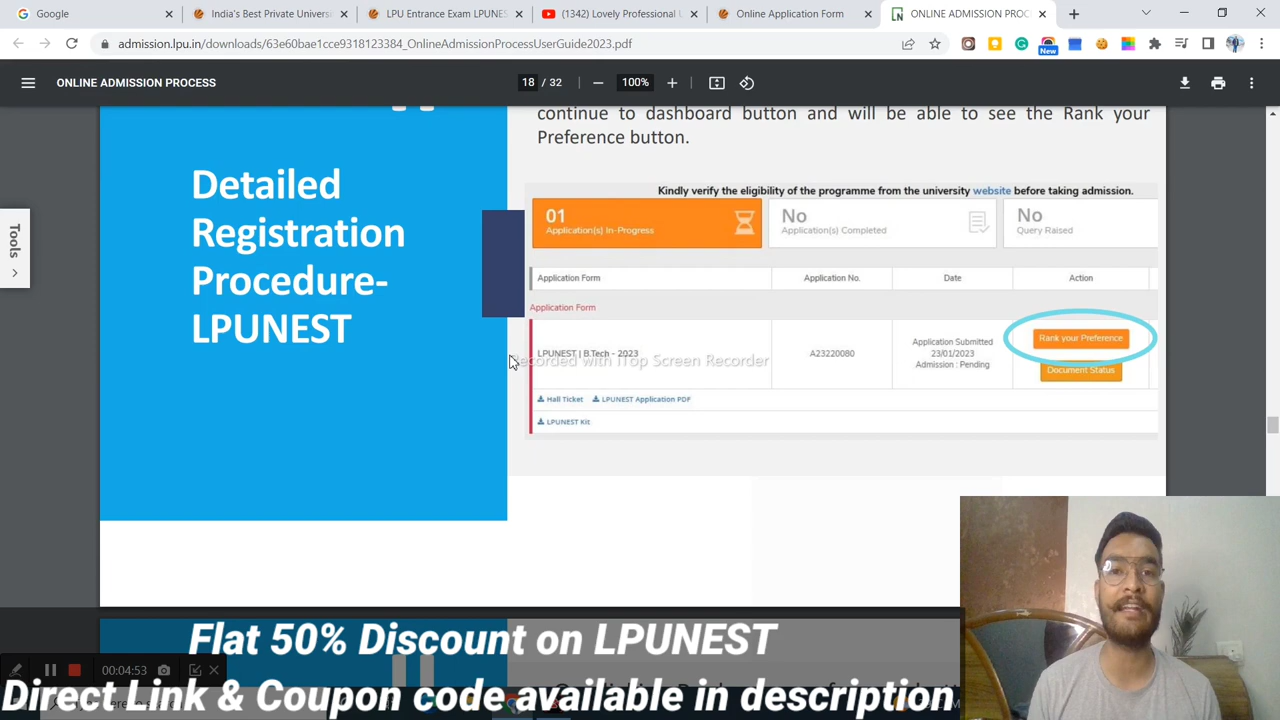 Google
India's Best Private Universi
LPU Entrance Exam LPUNES
(1342) Lovely Professional U
Online Application Form
ONLINE ADMISSION PROC
admission.lpu.in/downloads/63e60bae1cce3f38123384_OnlineAdmissionProcessUserGuide2023.pdf
New
ONLINE ADMISSION PROCESS
18 / 32
100%
Tools
continue to dashboard button and will be able to see the Rank your
Preference button.
Detailed
Registration
Procedure-
LPUNEST
Kindly verify the eligibility of the programme from the university website before taking admission.
01
Application(s) In-Progress
No
Application(s) Completed
No
Query Raised
Application Form
Application No.
Date
Action
Application Form
LPUNEST | B.Tech - 2023
A23220080
Application Submitted
23/01/2023
Admission : Pending
Rank your Preference
Document Status
Recorded with iTop Screen Recorder
Hall Ticket
LPUNEST Application PDF
LPUNEST Kit
Flat 50% Discount on LPUNEST
00:04:53
Direct Link & Coupon code available in description